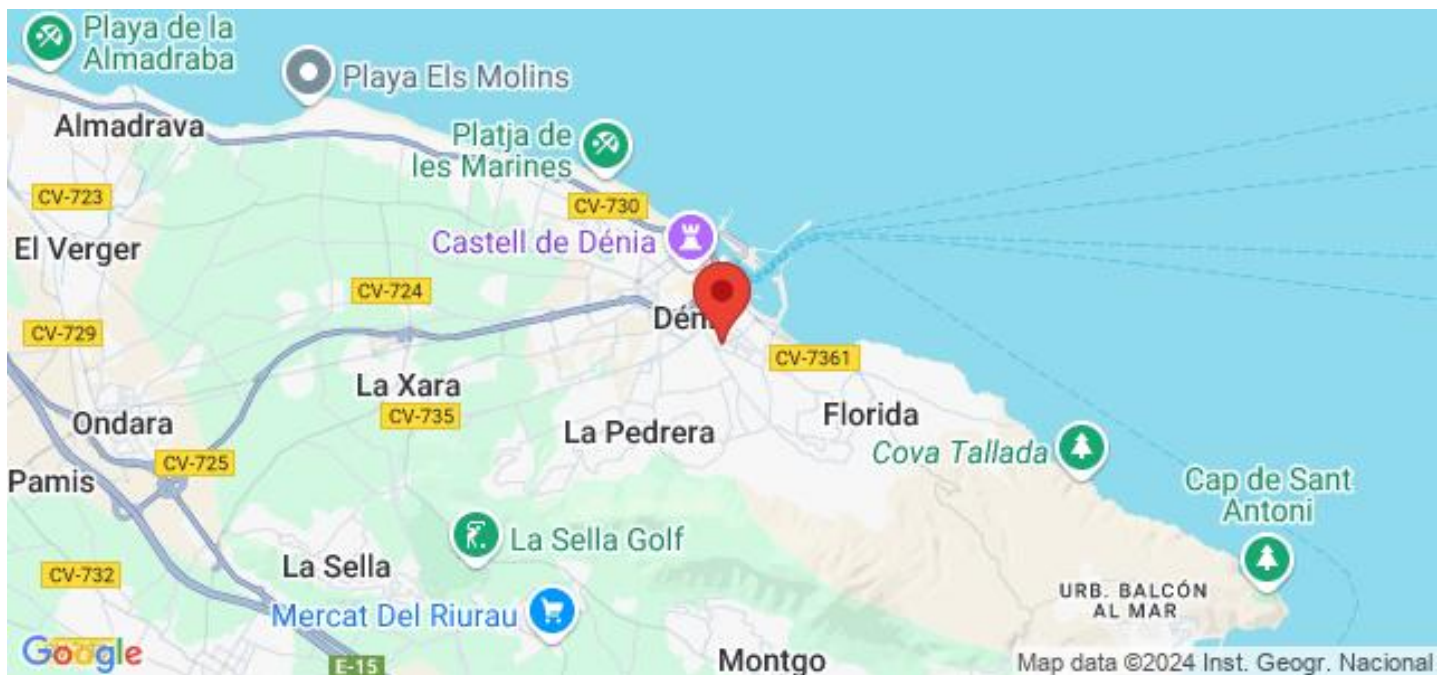 Playa de la
Almadraba
Playa Els Molins
Almadrava
Platja de
les Marines
CV-723
CV-730
El Verger
Castell de Dénia
CV-724
CV-729
CV-7361
La Xara
CV-735
Florida
Ondara
La Pedrera
Cova Tallada
CV-725
Pamis
Cap de Sant
Antoni
La Sella Golf
La Sella
CV-732
URB. BALCÓN
AL MAR
Mercat Del Riurau
Google
E-15
Montgo
Map data ©2024 Inst. Geogr. Nacional